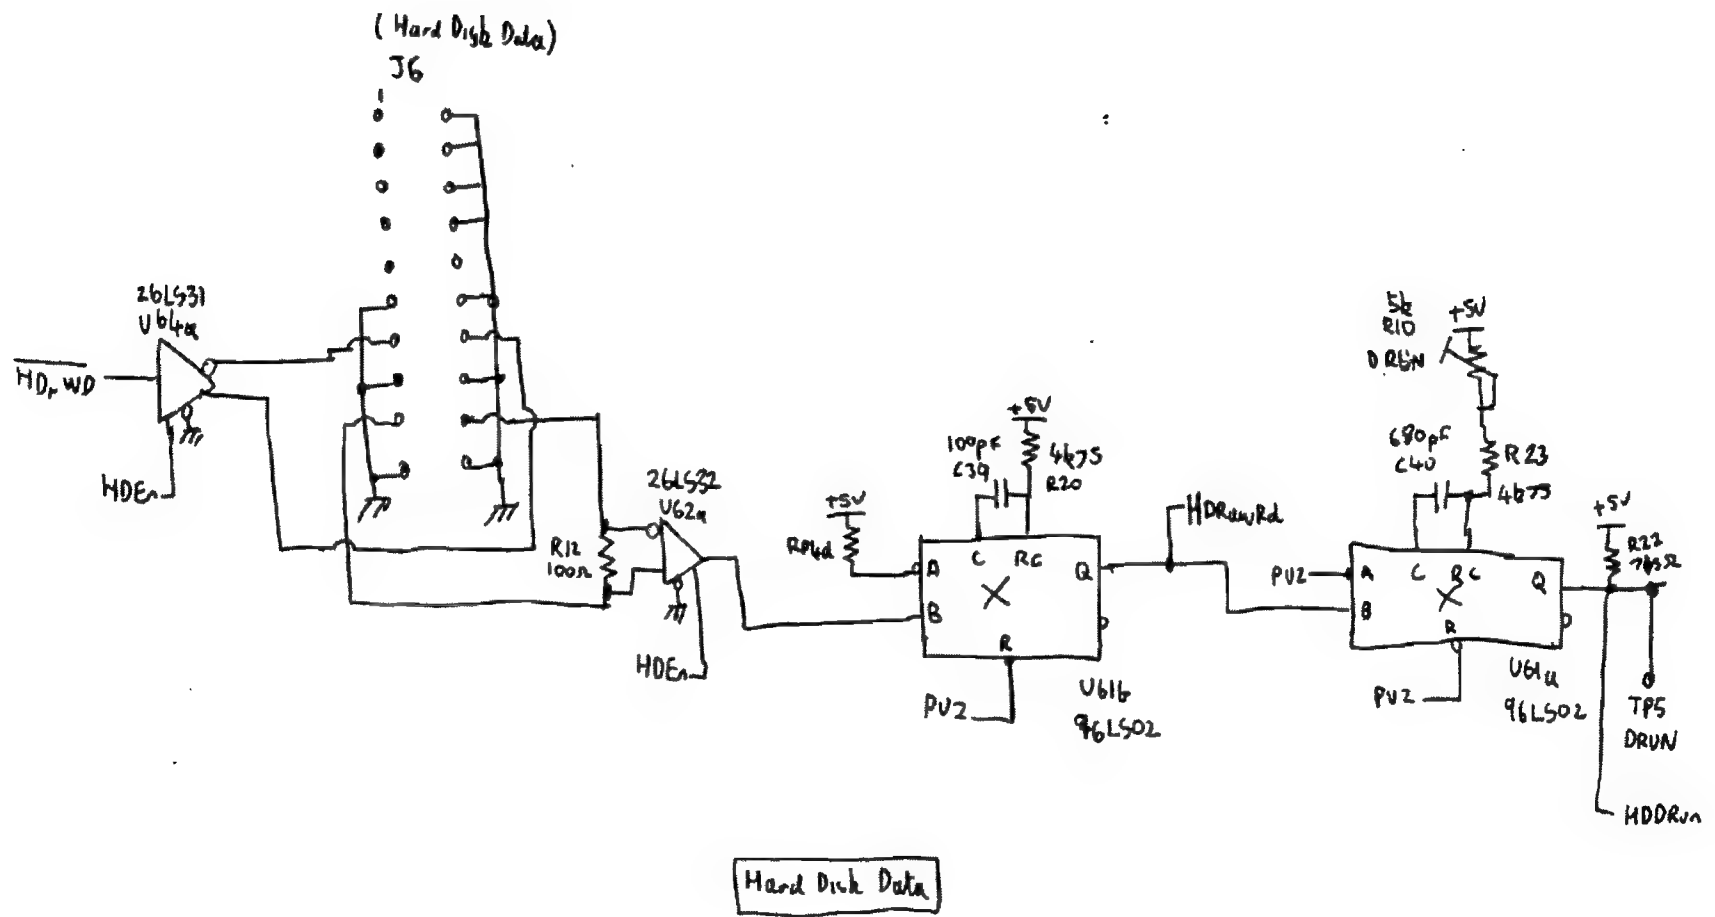 (Hard Disk Data)
J6
1
26LS31
U64a
HDrWD
HDEn
R12
100Ω
26LS32
U62a
HDEn
+5V
RP4d
100pF
C39
+5V
4k75
R20
A
B
C
RC
Q
R
PU2
U61b
96LS02
HDRawRd
5k
R10
DRUN
+5V
680pF
C40
R23
4k75
PU2
A
B
C
RC
Q
R
PU2
U61a
96LS02
+5V
R22
TP5
DRUN
HDDRun
Hard Disk Data